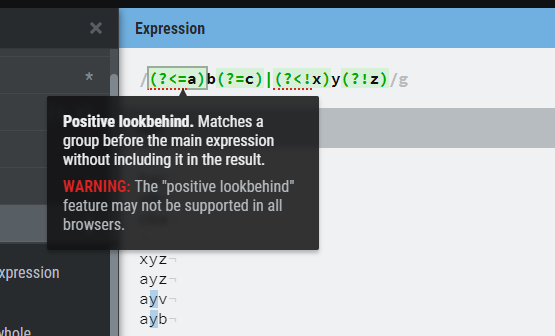 Expression
*
/(?<=a)b(?=c)|(?<!x)y(?!z)/g
Positive lookbehind. Matches a
group before the main expression
without including it in the result.
WARNING: The "positive lookbehind"
feature may not be supported in all
browsers.
xyz¬
ayz¬
xpression
ayv¬
ayb¬
whole